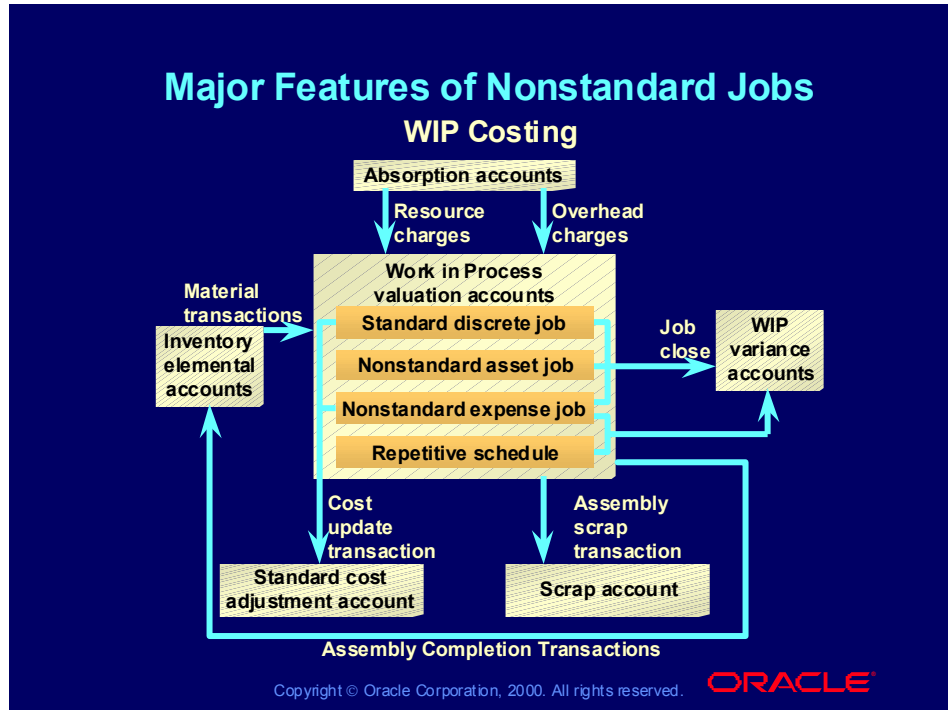 Major Features of Nonstandard Jobs
WIP Costing
Absorption accounts
Resource
charges
Overhead
charges
Work in Process
valuation accounts
Material
transactions
Inventory
elemental
accounts
Standard discrete job
Nonstandard asset job
Nonstandard expense job
Repetitive schedule
Job
close
WIP
variance
accounts
Cost
update
transaction
Assembly
scrap
transaction
Standard cost
adjustment account
Scrap account
Assembly Completion Transactions
Copyright © Oracle Corporation, 2000. All rights reserved.
ORACLE®